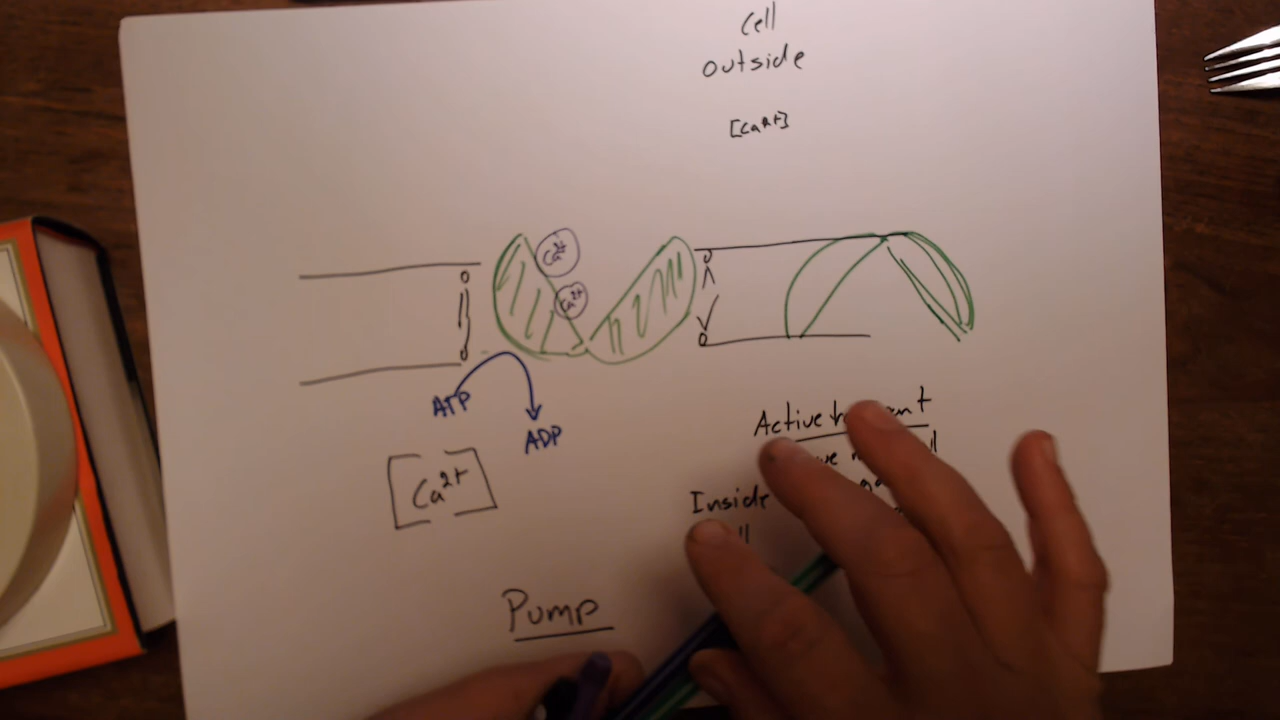 Cell
outside
[Ca2+]
Ca2+
Ca2+
ATP
ADP
Active
[Ca2+]
Inside
Pump